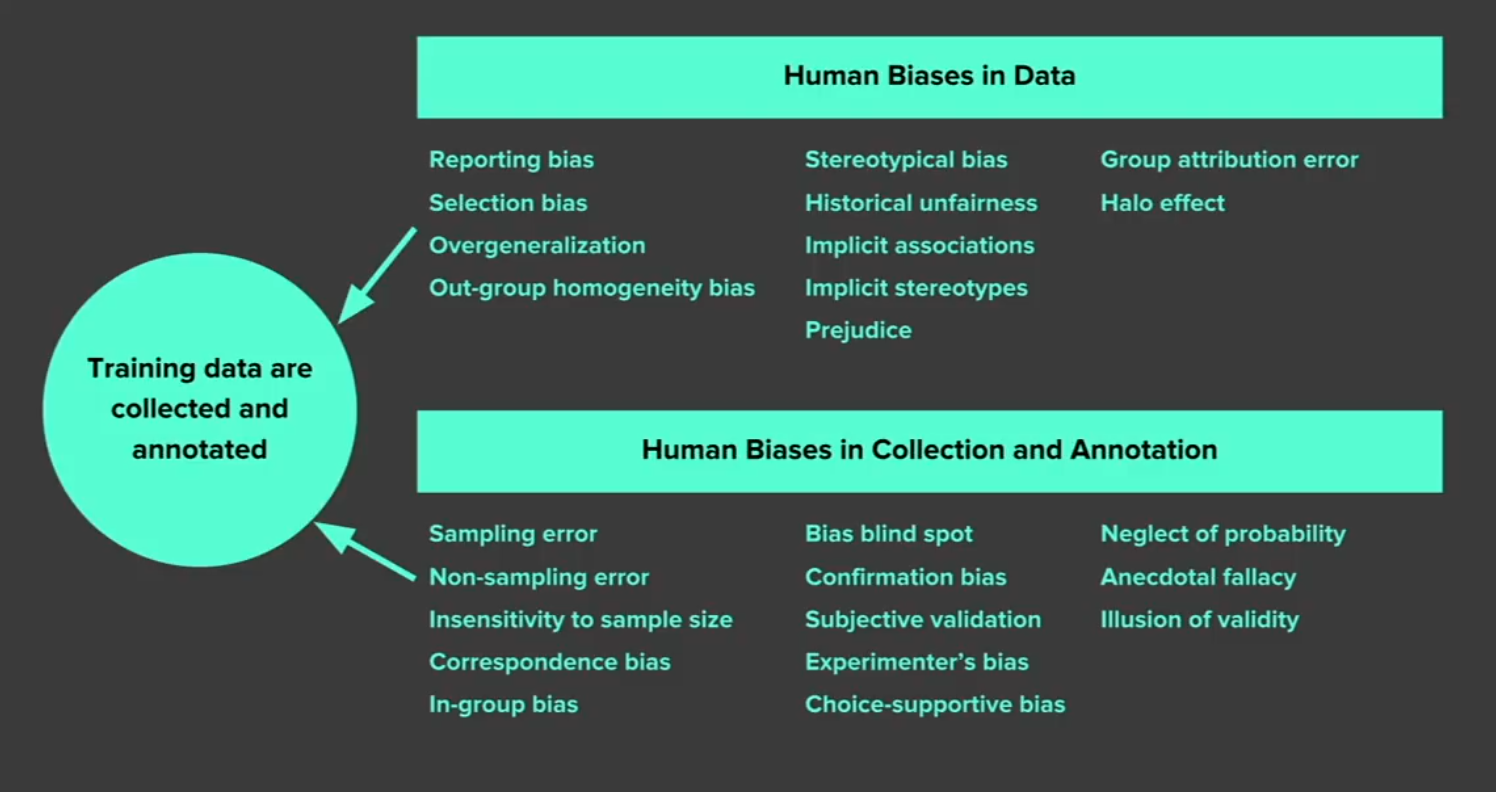 Human Biases in Data
Reporting bias
Selection bias
Overgeneralization
Out-group homogeneity bias
Stereotypical bias
Historical unfairness
Implicit associations
Implicit stereotypes
Prejudice
Group attribution error
Halo effect
Training data are
collected and
annotated
Human Biases in Collection and Annotation
Sampling error
Non-sampling error
Insensitivity to sample size
Correspondence bias
In-group bias
Bias blind spot
Confirmation bias
Subjective validation
Experimenter’s bias
Choice-supportive bias
Neglect of probability
Anecdotal fallacy
Illusion of validity